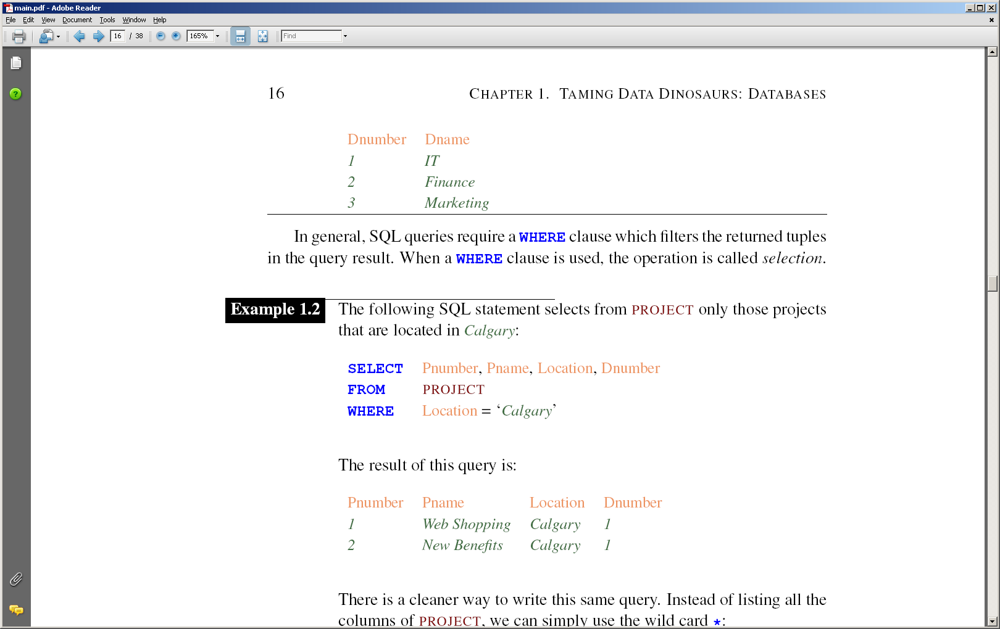 main.pdf - Adobe Reader
File Edit View Document Tools Window Help
16 / 38 165% Find
16 CHAPTER 1. TAMING DATA DINOSAURS: DATABASES
Dnumber Dname
1 IT
2 Finance
3 Marketing
In general, SQL queries require a WHERE clause which filters the returned tuples
in the query result. When a WHERE clause is used, the operation is called selection.
Example 1.2 The following SQL statement selects from PROJECT only those projects
that are located in Calgary:
SELECT Pnumber, Pname, Location, Dnumber
FROM PROJECT
WHERE Location = ‘Calgary’
The result of this query is:
Pnumber Pname Location Dnumber
1 Web Shopping Calgary 1
2 New Benefits Calgary 1
There is a cleaner way to write this same query. Instead of listing all the
columns of PROJECT, we can simply use the wild card *: